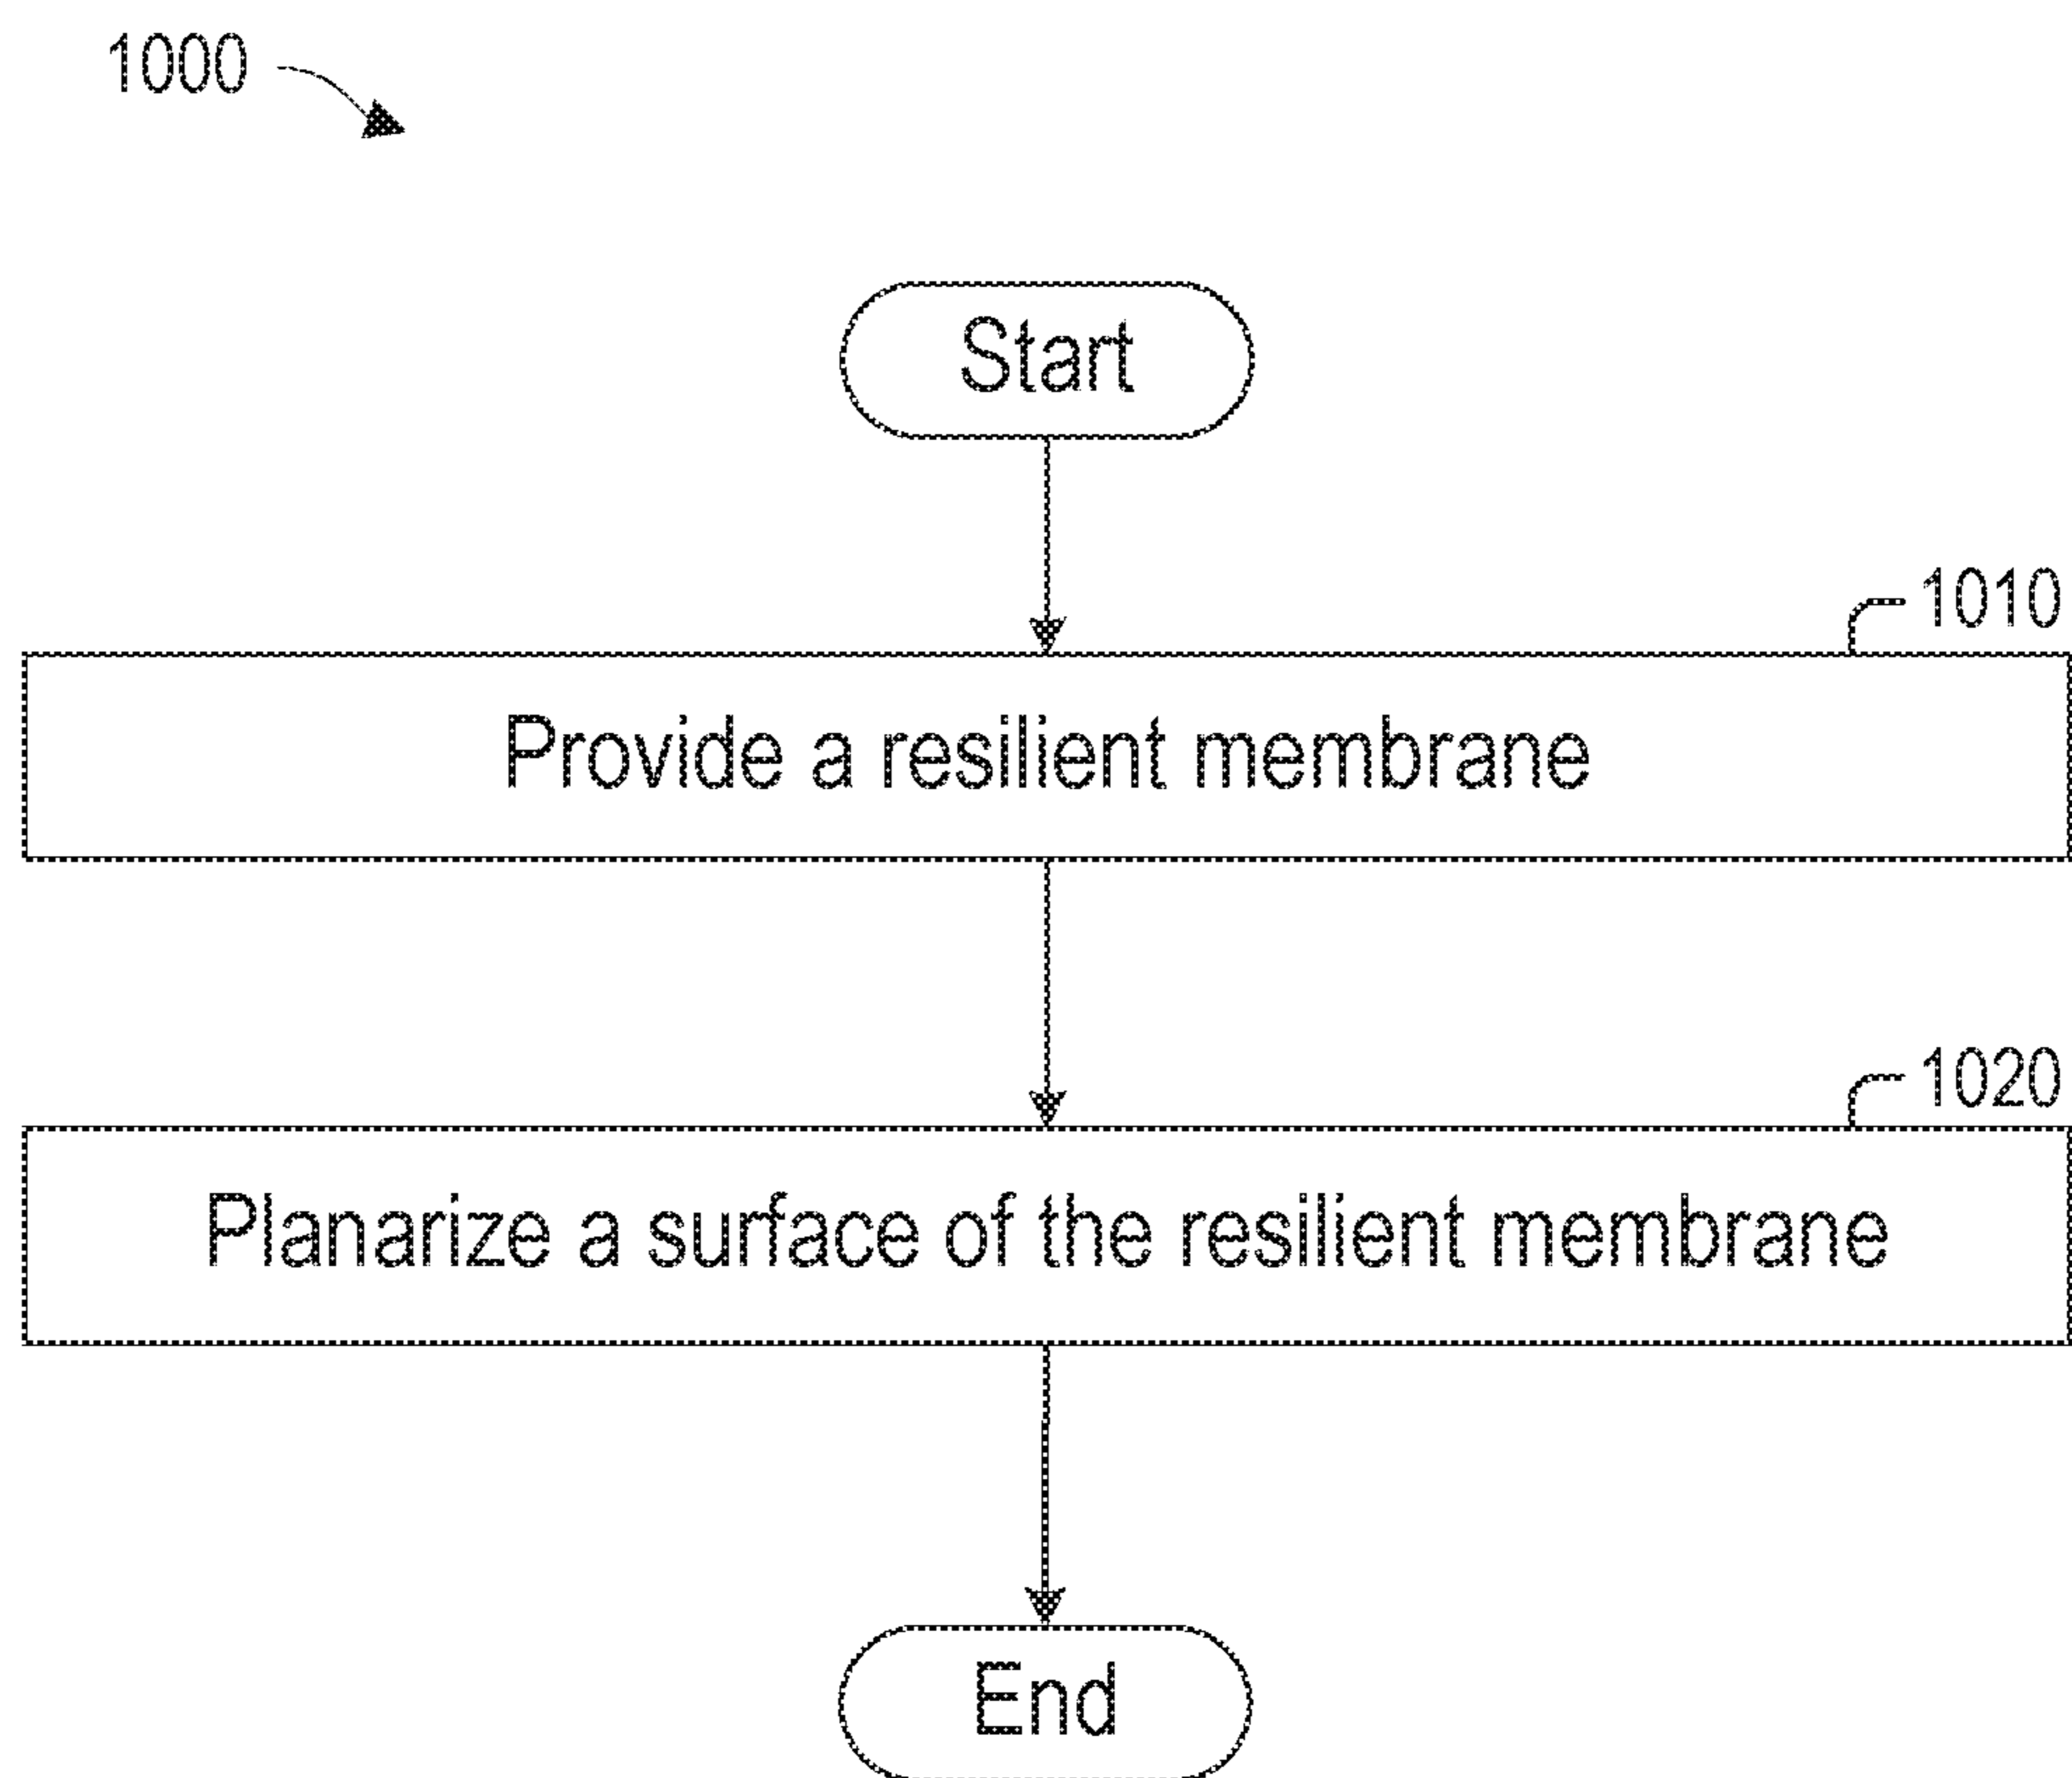 1000
Start
1010
Provide a resilient membrane
1020
Planarize a surface of the resilient membrane
End